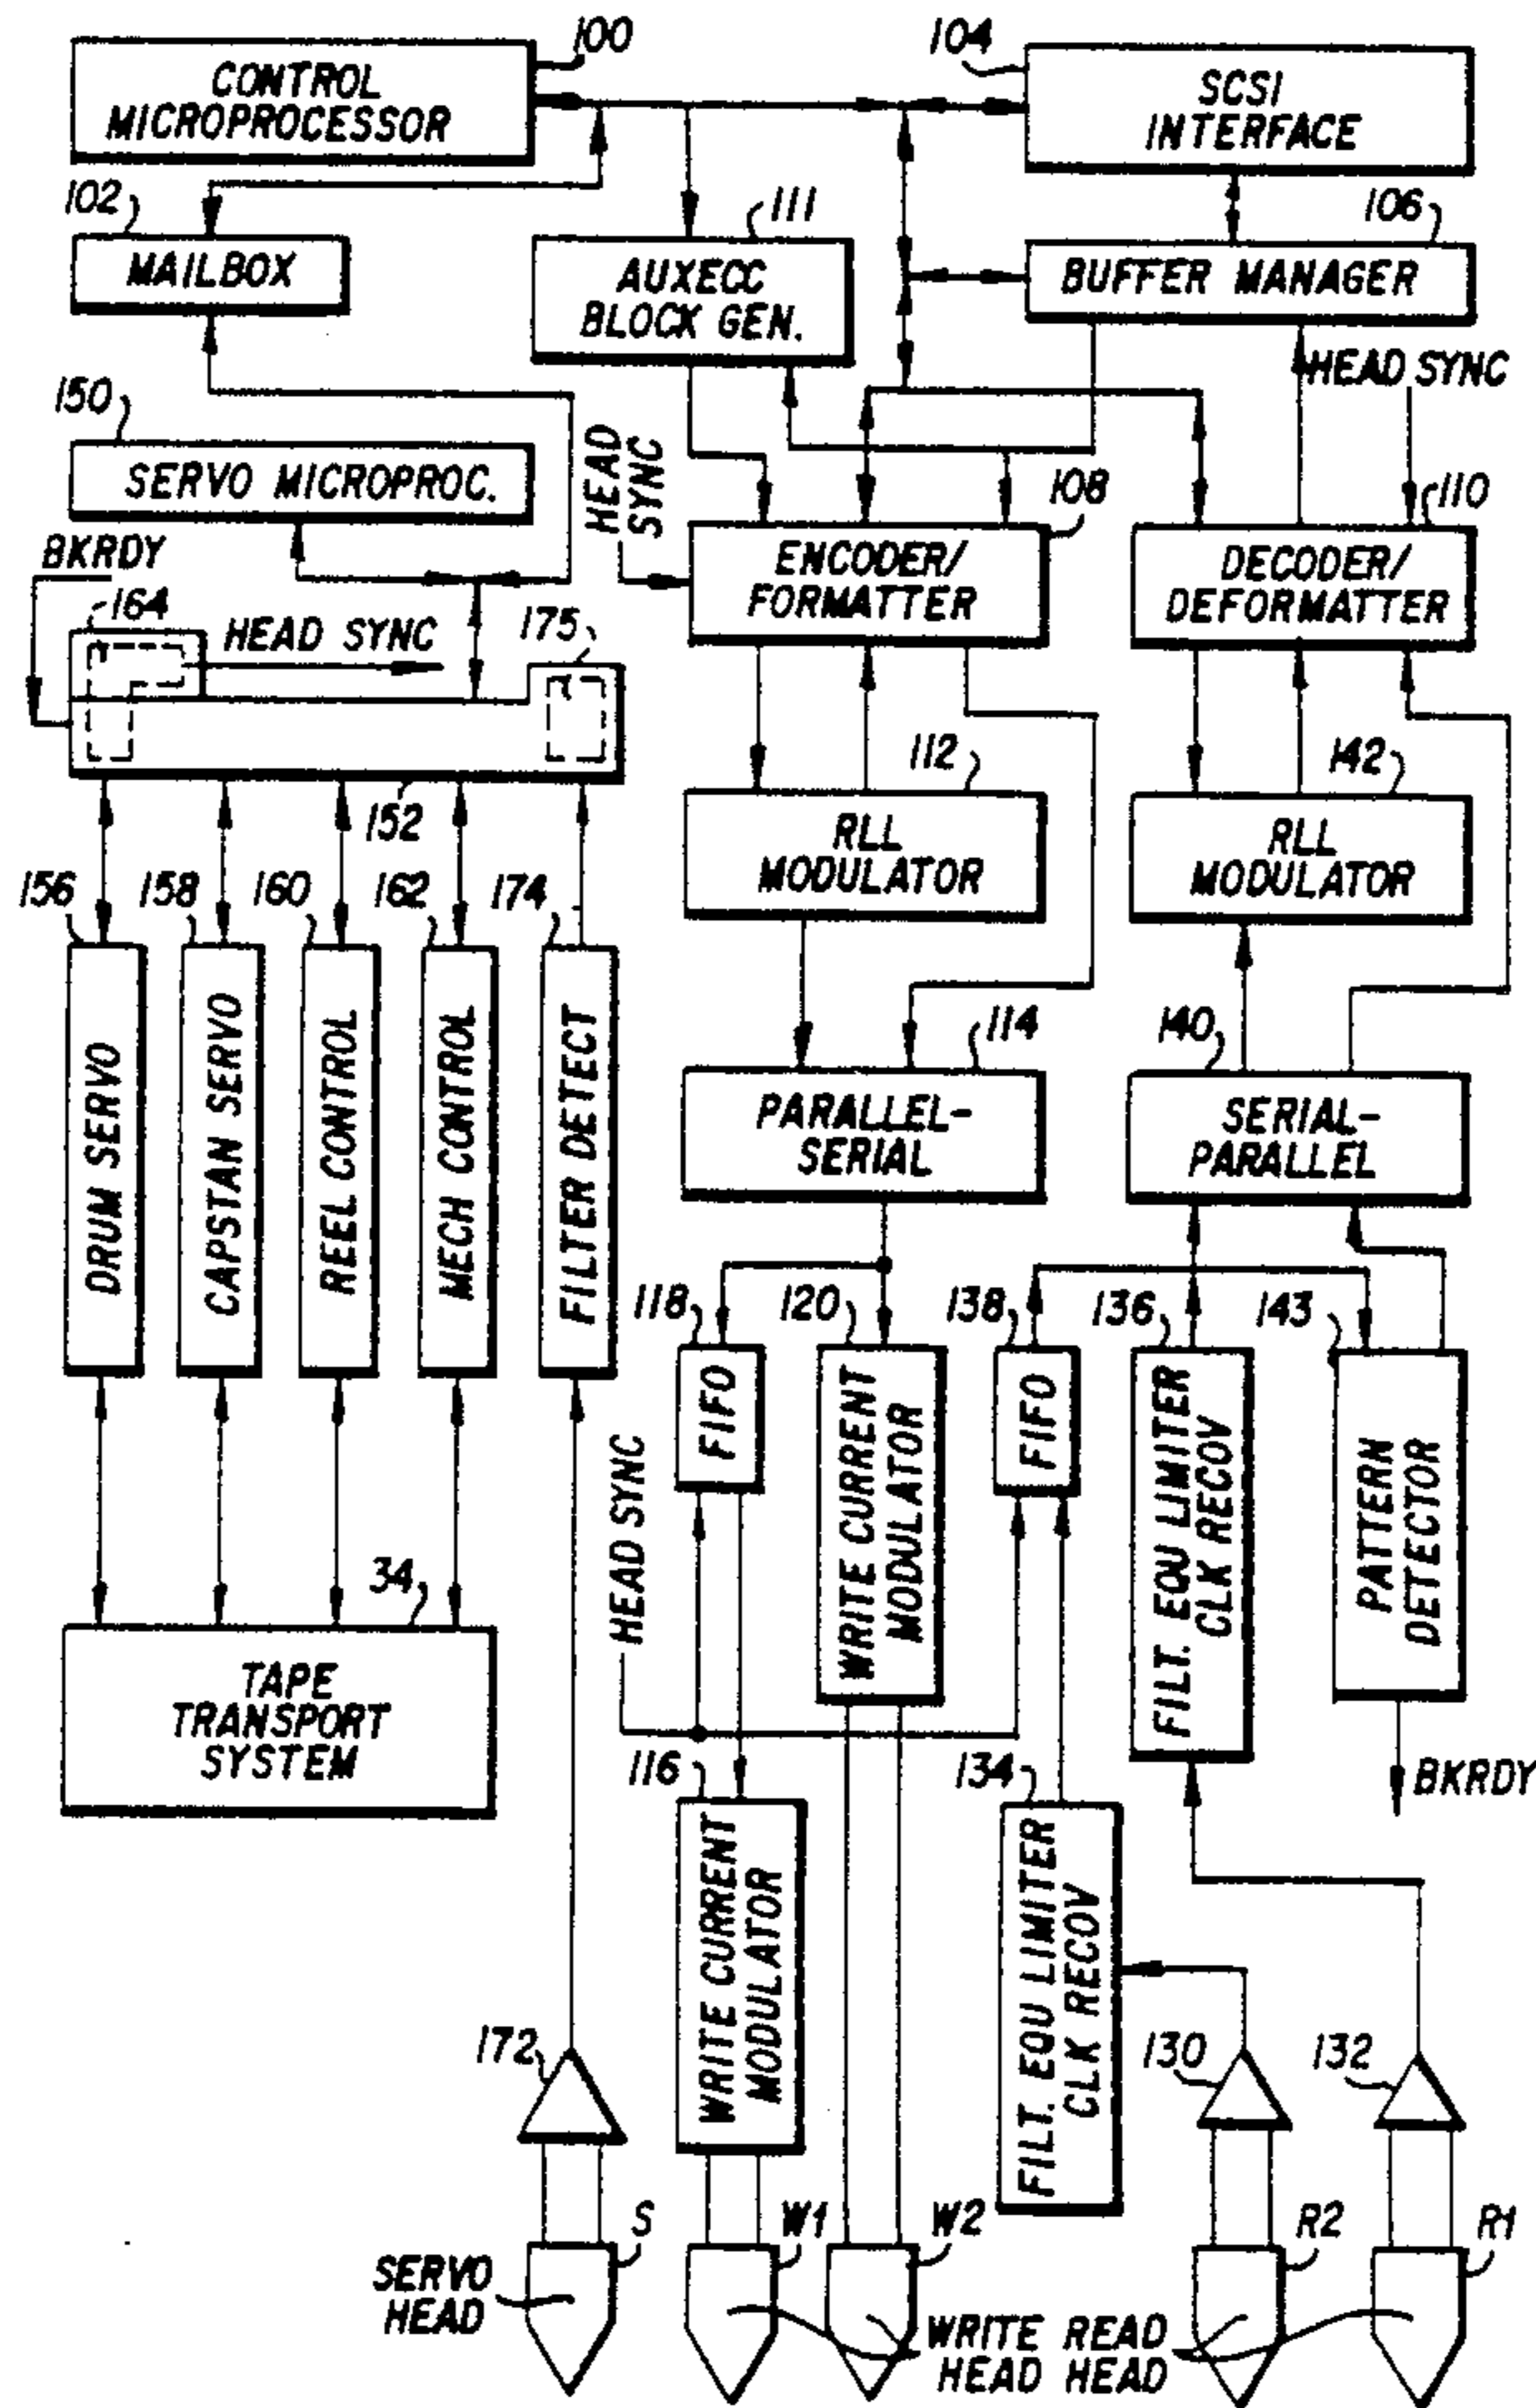 100
CONTROL
MICROPROCESSOR
104
SCSI
INTERFACE
102
MAILBOX
111
AUXECC
BLOCK GEN.
106
BUFFER MANAGER
HEAD SYNC
150
SERVO MICROPROC.
HEAD
SYNC
108
ENCODER/
FORMATTER
110
DECODER/
DEFORMATTER
BKRDY
164
HEAD SYNC
175
152
112
RLL
MODULATOR
142
RLL
MODULATOR
156
DRUM SERVO
158
CAPSTAN SERVO
160
REEL CONTROL
162
MECH CONTROL
174
FILTER DETECT
114
PARALLEL-
SERIAL
140
SERIAL-
PARALLEL
118
FIFO
120
WRITE CURRENT
MODULATOR
138
FIFO
136
FILT. EQU LIMITER
CLK RECOV
143
PATTERN
DETECTOR
HEAD SYNC
34
TAPE
TRANSPORT
SYSTEM
116
WRITE CURRENT
MODULATOR
134
FILT. EQU LIMITER
CLK RECOV
BKRDY
172
130
132
S
W1
W2
R2
R1
SERVO
HEAD
WRITE READ
HEAD HEAD